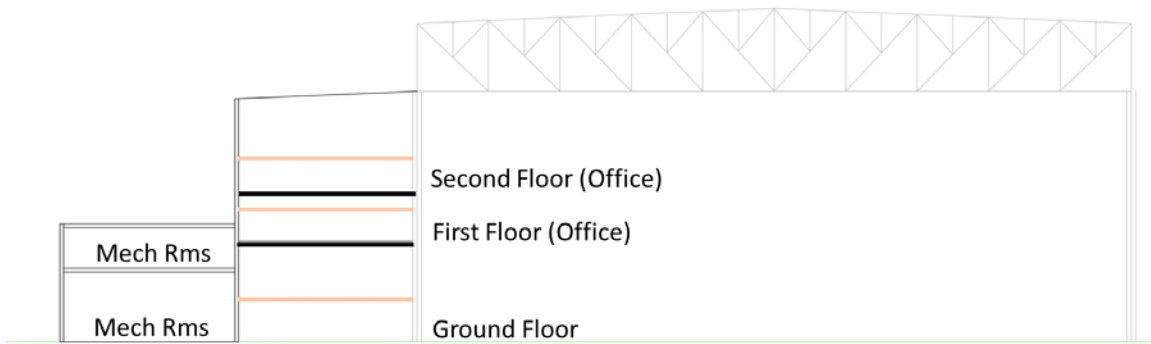 Second Floor (Office)
First Floor (Office)
Mech Rms
Mech Rms
Ground Floor